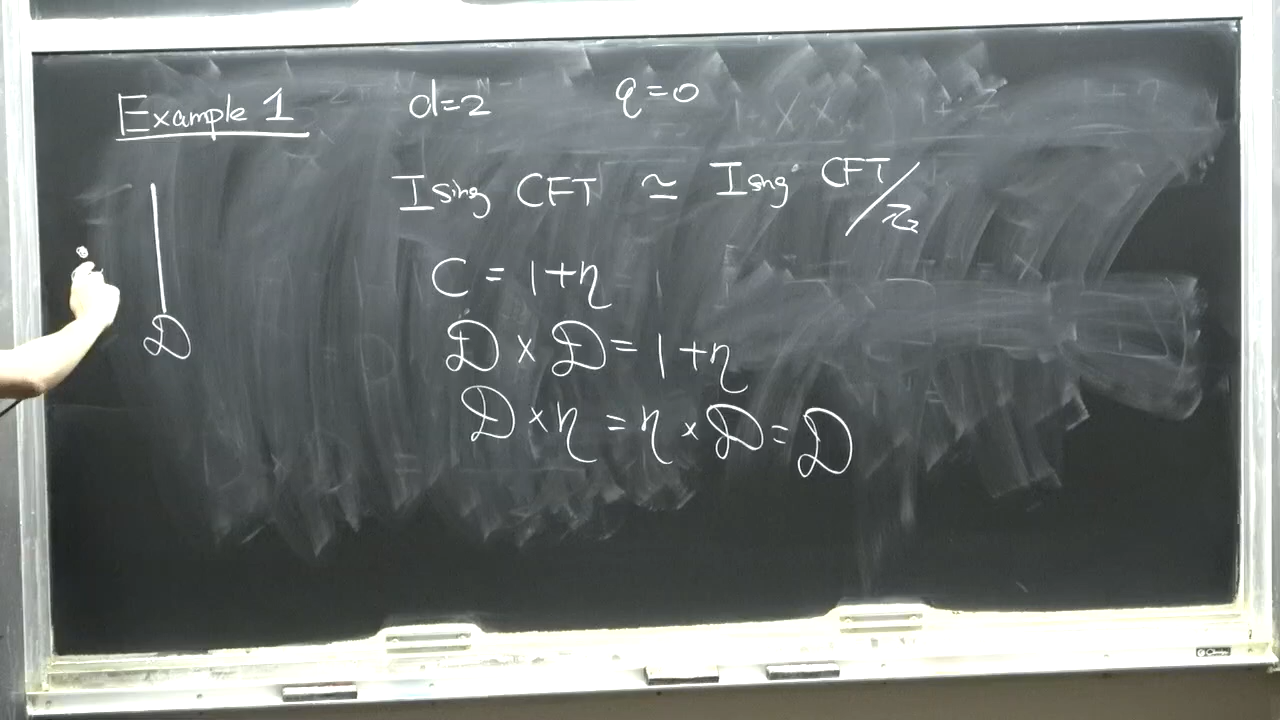 Example 1 d=2 q=0
Ising CFT ≃ Ising CFT/ℤ₂
C = 1+η
D × D = 1+η
D × η = η × D = D
D